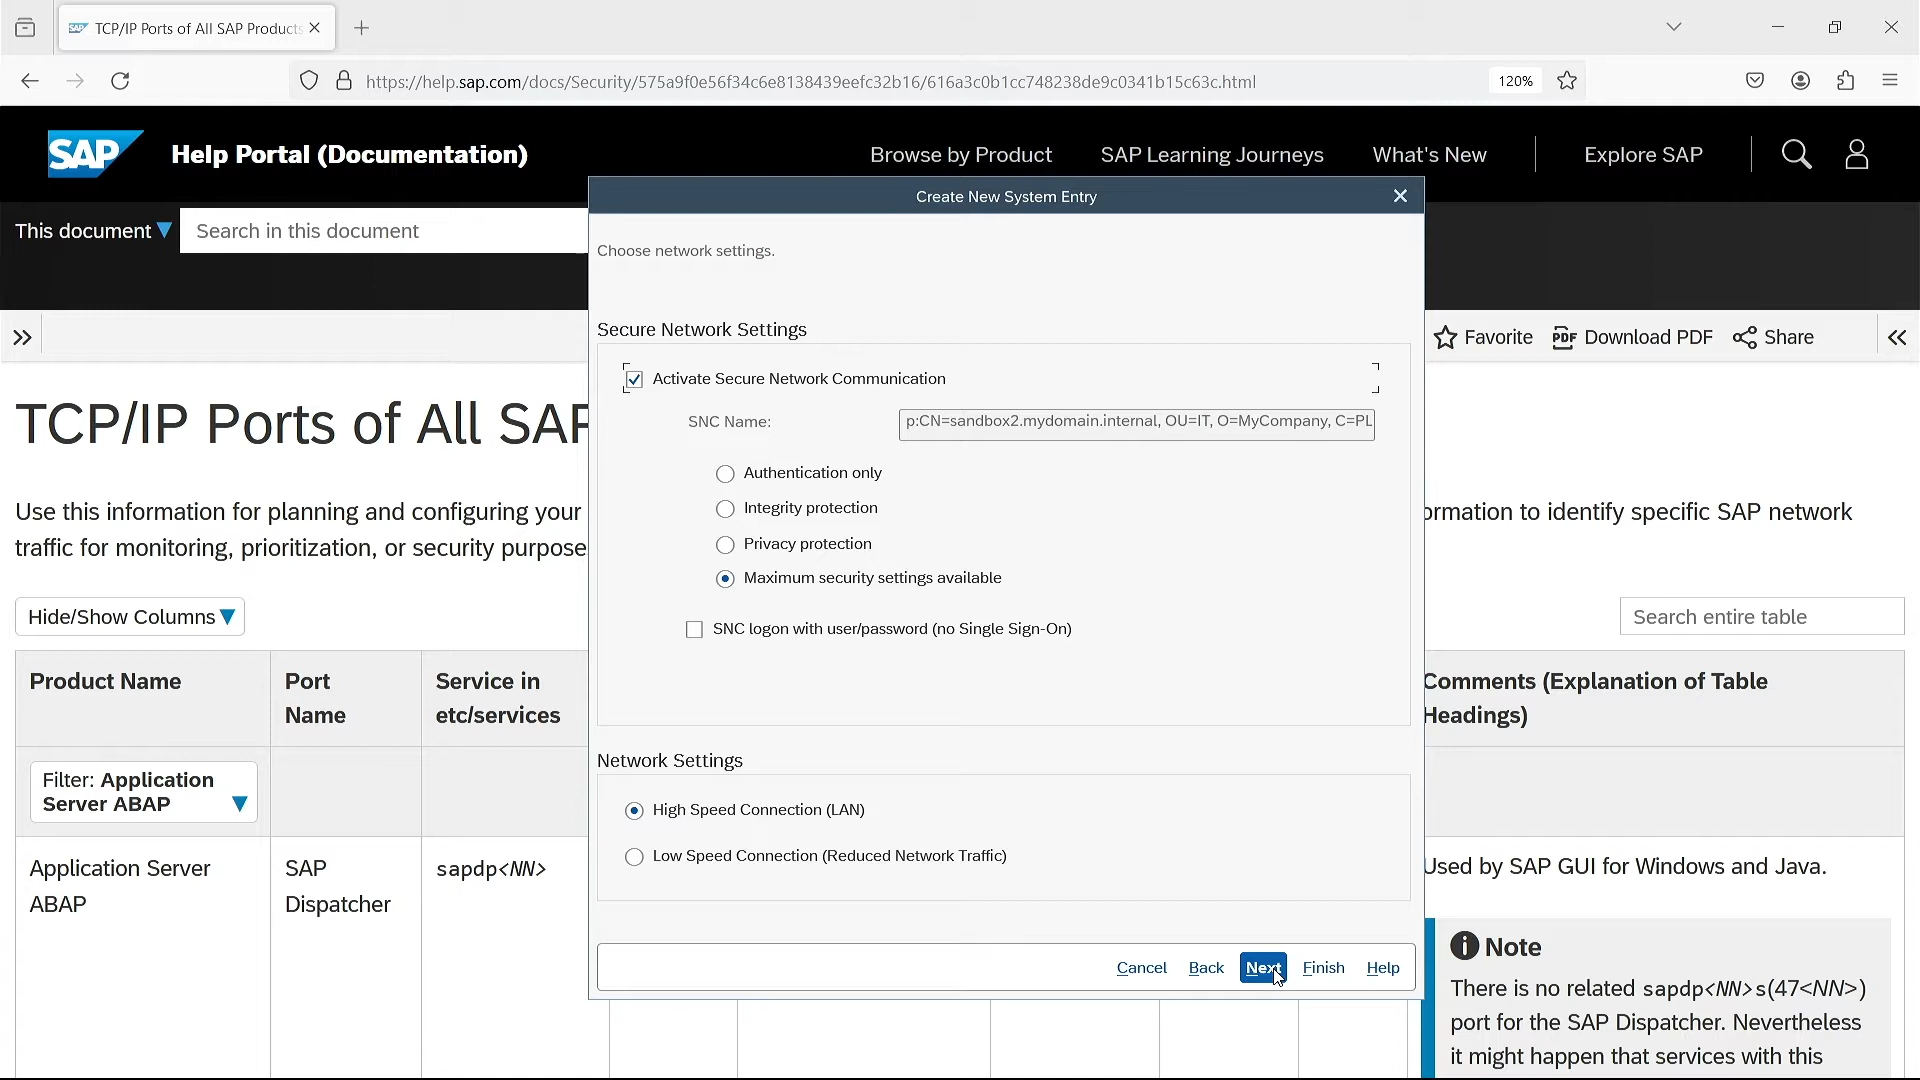 TCP/IP Ports of All SAP Products
https://help.sap.com/docs/Security/575a9f0e56f34c6e8138439eefc32b16/616a3c0b1cc748238de9c0341b15c63c.html
120%
SAP
Help Portal (Documentation)
Browse by Product
SAP Learning Journeys
What's New
Explore SAP
This document
Search in this document
Create New System Entry
Choose network settings.
Secure Network Settings
Activate Secure Network Communication
SNC Name:
p:CN=sandbox2.mydomain.internal, OU=IT, O=MyCompany, C=PL
Authentication only
Integrity protection
Privacy protection
Maximum security settings available
SNC logon with user/password (no Single Sign-On)
Network Settings
High Speed Connection (LAN)
Low Speed Connection (Reduced Network Traffic)
Cancel
Back
Next
Finish
Help
Favorite
PDF
Download PDF
Share
TCP/IP Ports of All SAP
Use this information for planning and configuring your
ormation to identify specific SAP network
traffic for monitoring, prioritization, or security purpose
Hide/Show Columns
Search entire table
Product Name
Port
Name
Service in
etc/services
Comments (Explanation of Table
Headings)
Filter: Application
Server ABAP
Application Server
ABAP
SAP
Dispatcher
sapdp<NN>
Used by SAP GUI for Windows and Java.
Note
There is no related sapdp<NN>s(47<NN>)
port for the SAP Dispatcher. Nevertheless
it might happen that services with this